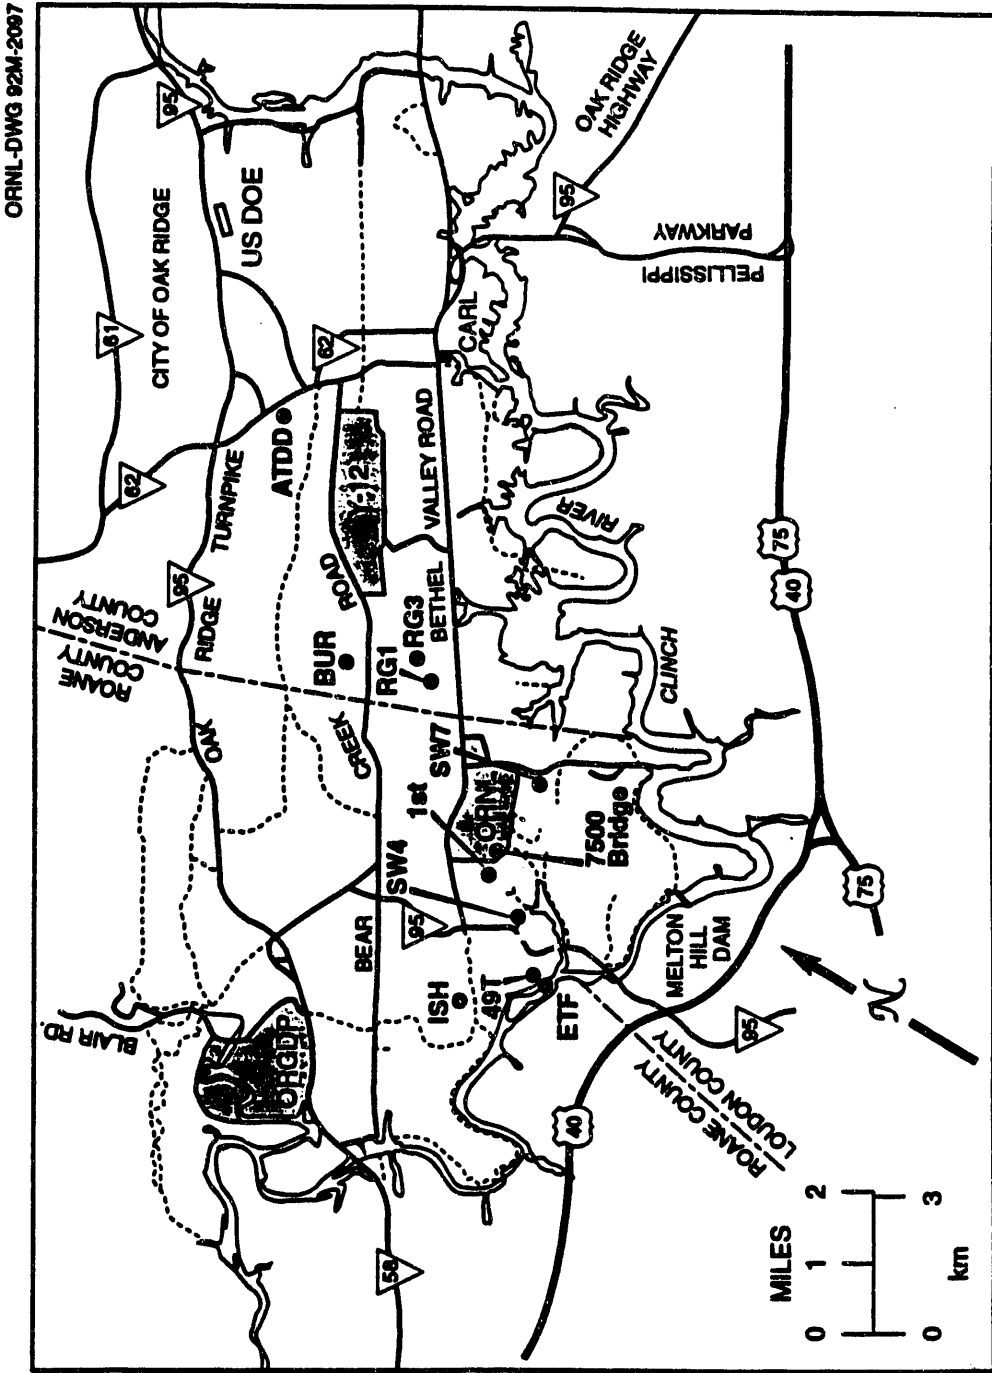 ORNL-DWG 92M-2097
61
CITY OF OAK RIDGE
62
95
US DOE
95
OAK
RIDGE
TURNPIKE
ROANE
COUNTY
ANDERSON
COUNTY
BLAIR RD
ORGDP
ATDD
62
Y-12
BUR
BEAR
CREEK
ROAD
RG1
RG3
BETHEL
VALLEY ROAD
CARL
58
ISH
95
SW4
1st
SW7
ORNL
49T
ETF
7500
Bridge
MELTON
HILL
DAM
CLINCH
RIVER
OAK RIDGE
HIGHWAY
95
PELLISSIPPI
PARKWAY
40
ROANE COUNTY
LOUDON COUNTY
95
75
40
75
N
MILES
0
1
2
0
3
km